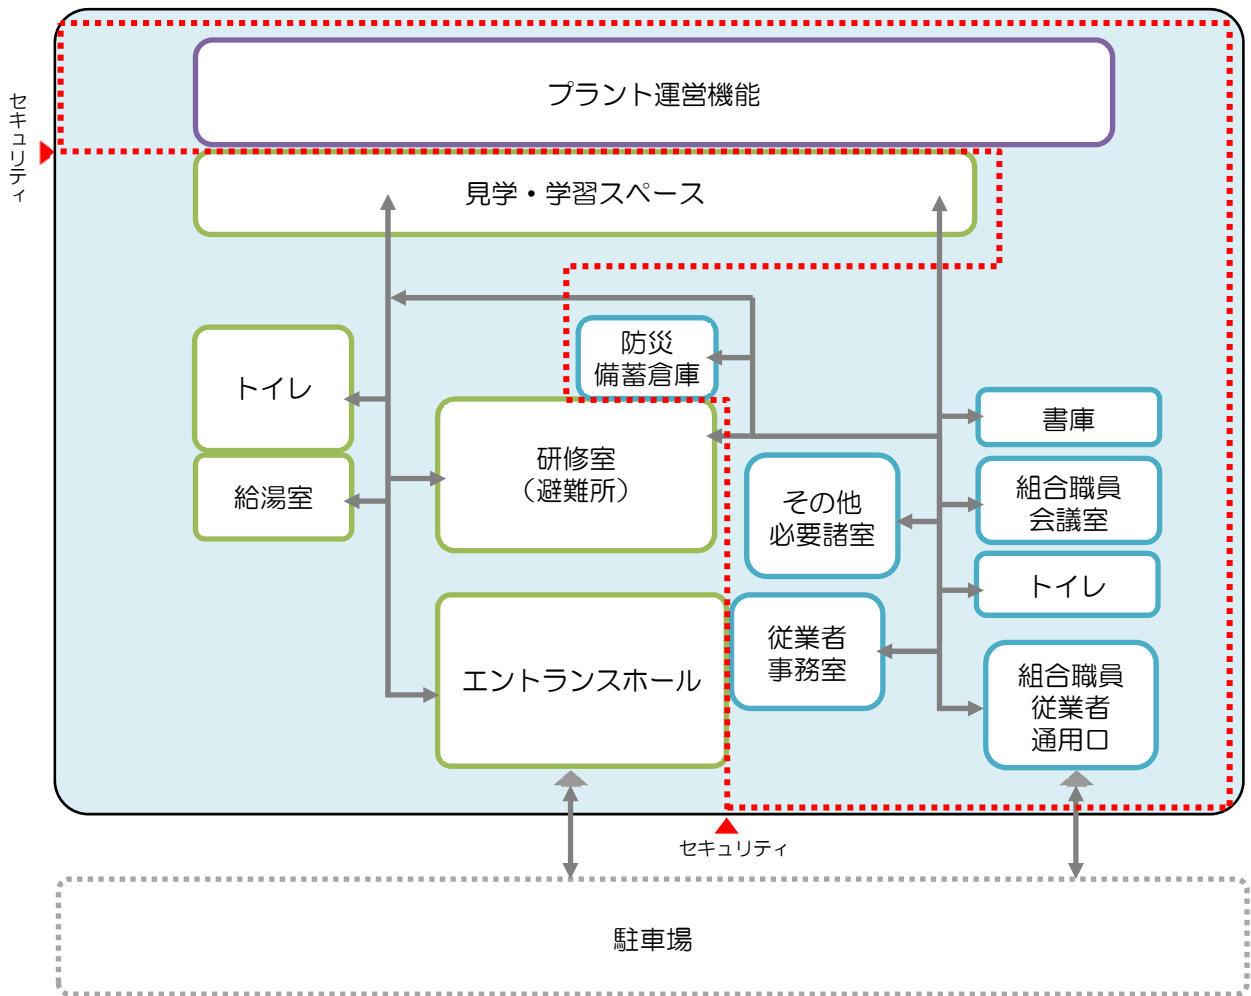 プラント運営機能
セキュリティ
見学・学習スペース
防災
備蓄倉庫
トイレ
書庫
研修室
（避難所）
給湯室
その他
必要諸室
組合職員
会議室
トイレ
エントランスホール
従業者
事務室
組合職員
従業者
通用口
セキュリティ
駐車場